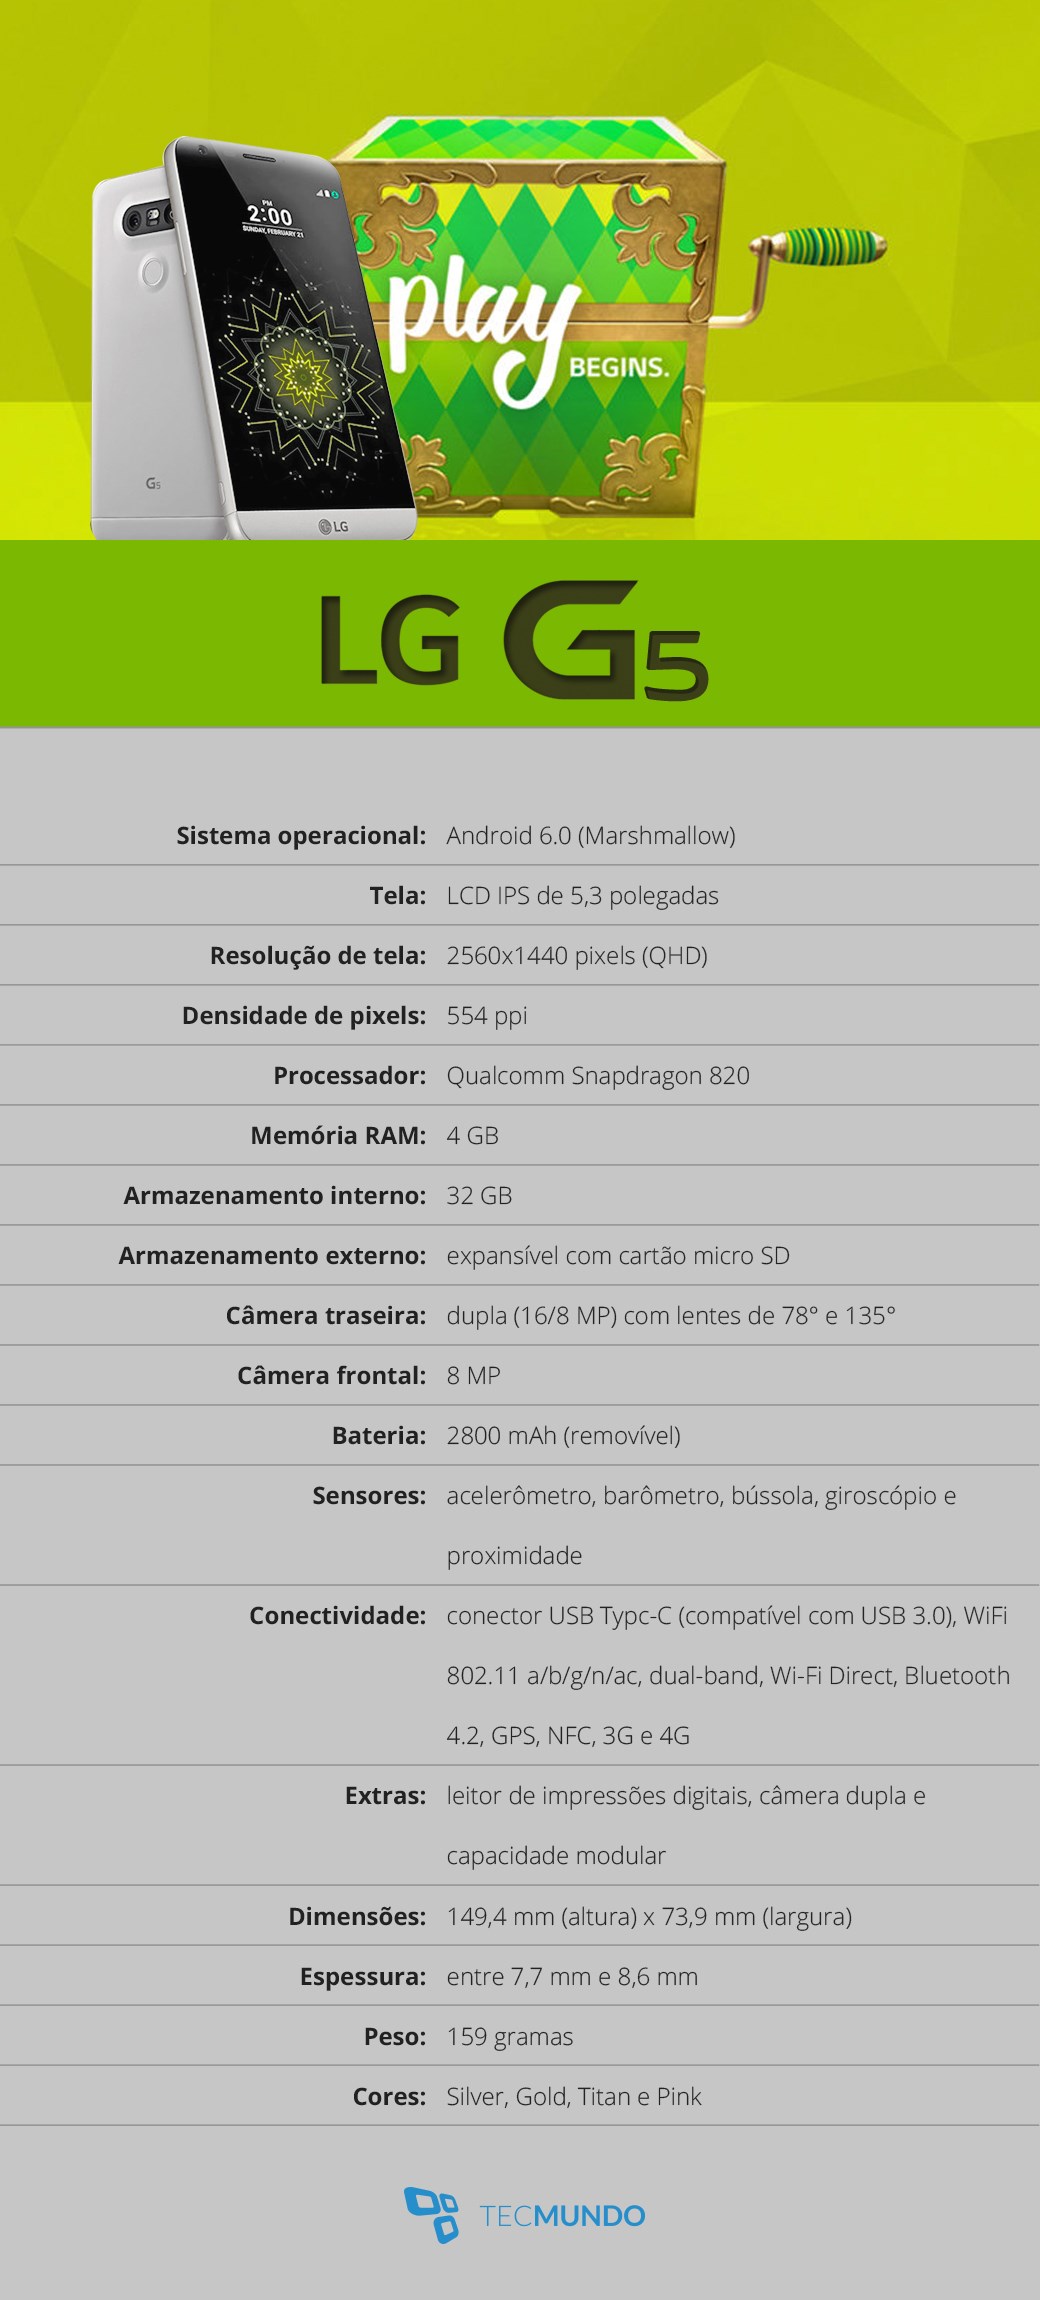 PM
2:00
SUNDAY, FEBRUARY 21
play
BEGINS.
G5
LG
LG G5
Sistema operacional: Android 6.0 (Marshmallow)
Tela: LCD IPS de 5,3 polegadas
Resolução de tela: 2560x1440 pixels (QHD)
Densidade de pixels: 554 ppi
Processador: Qualcomm Snapdragon 820
Memória RAM: 4 GB
Armazenamento interno: 32 GB
Armazenamento externo: expansível com cartão micro SD
Câmera traseira: dupla (16/8 MP) com lentes de 78° e 135°
Câmera frontal: 8 MP
Bateria: 2800 mAh (removível)
Sensores: acelerômetro, barômetro, bússola, giroscópio e
proximidade
Conectividade: conector USB Typc-C (compatível com USB 3.0), WiFi
802.11 a/b/g/n/ac, dual-band, Wi-Fi Direct, Bluetooth
4.2, GPS, NFC, 3G e 4G
Extras: leitor de impressões digitais, câmera dupla e
capacidade modular
Dimensões: 149,4 mm (altura) x 73,9 mm (largura)
Espessura: entre 7,7 mm e 8,6 mm
Peso: 159 gramas
Cores: Silver, Gold, Titan e Pink
TECMUNDO